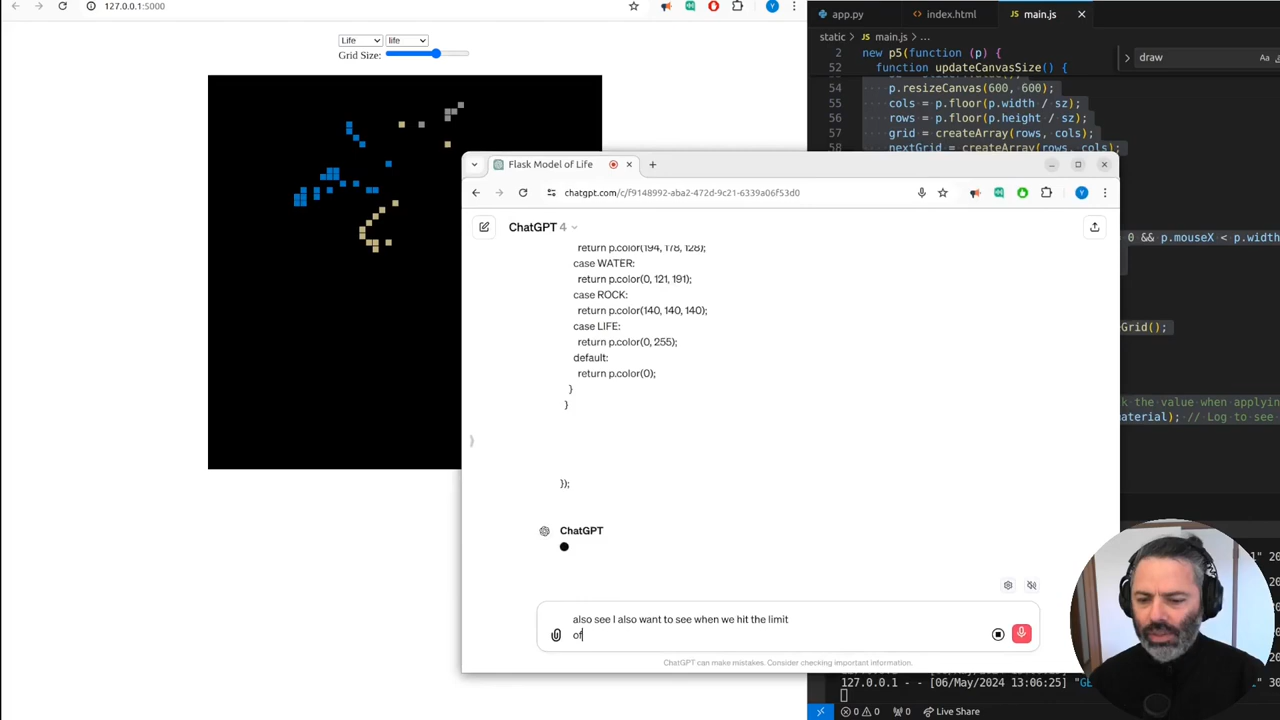 127.0.0.1:5000
Y
Life
life
Grid Size:
app.py
index.html
main.js
static > main.js > ...
draw
Aa
2
new p5(function (p) {
52
function updateCanvasSize() {
54
p.resizeCanvas(600, 600);
55
cols = p.floor(p.width / sz);
56
rows = p.floor(p.height / sz);
57
grid = createArray(rows, cols);
58
nextGrid = createArray(rows, cols);
0 && p.mouseX < p.width
eGrid();
k the value when applying
aterial); // Log to see
Flask Model of Life
chatgpt.com/c/f9148992-aba2-472d-9c21-6339a06f53d0
Y
ChatGPT 4
return p.color(194, 178, 128);
case WATER:
return p.color(0, 121, 191);
case ROCK:
return p.color(140, 140, 140);
case LIFE:
return p.color(0, 255);
default:
return p.color(0);
}
}
});
ChatGPT
also see I also want to see when we hit the limit
of
ChatGPT can make mistakes. Consider checking important information.
127.0.0.1 - - [06/May/2024 13:06:25] "GE
0 0 0 Live Share